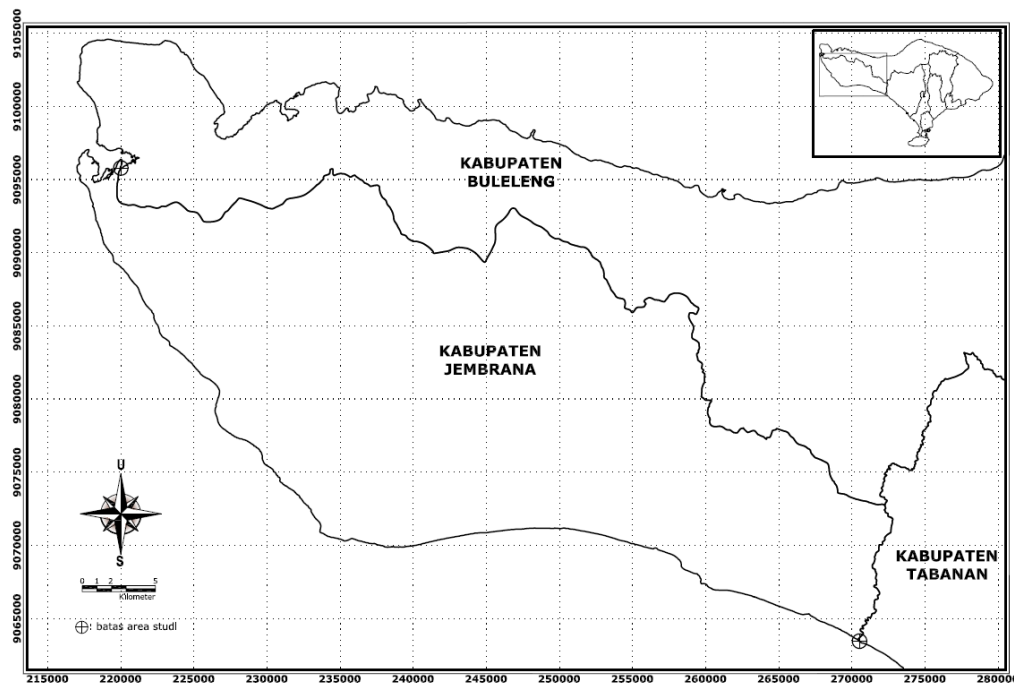 KABUPATEN
BULELENG
KABUPATEN
JEMBRANA
KABUPATEN
TABANAN
U
S
0 1 2 5
Kilometer
: batas area studi
9105000
9100000
9095000
9090000
9085000
9080000
9075000
9070000
9065000
215000 220000 225000 230000 235000 240000 245000 250000 255000 260000 265000 270000 275000 280000